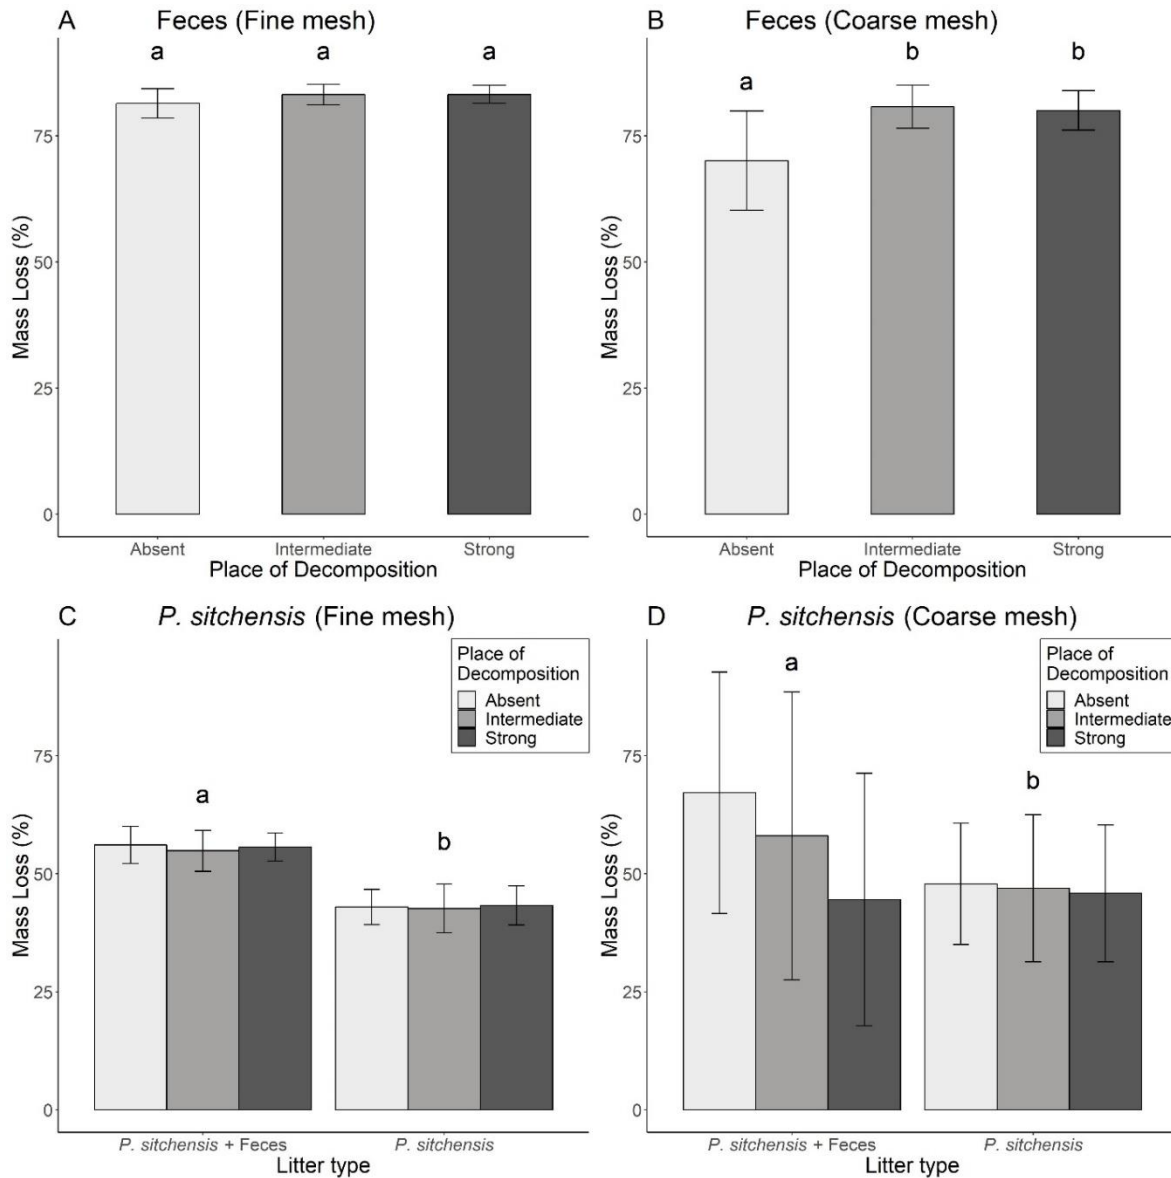 A Feces (Fine mesh)
a a a
Mass Loss (%)
75
50
25
0
Absent Intermediate Strong
Place of Decomposition
B Feces (Coarse mesh)
a b b
Mass Loss (%)
75
50
25
0
Absent Intermediate Strong
Place of Decomposition
C P. sitchensis (Fine mesh)
Place of
Decomposition
Absent
Intermediate
Strong
a b
Mass Loss (%)
75
50
25
0
P. sitchensis + Feces P. sitchensis
Litter type
D P. sitchensis (Coarse mesh)
Place of
Decomposition
Absent
Intermediate
Strong
a b
Mass Loss (%)
75
50
25
0
P. sitchensis + Feces P. sitchensis
Litter type